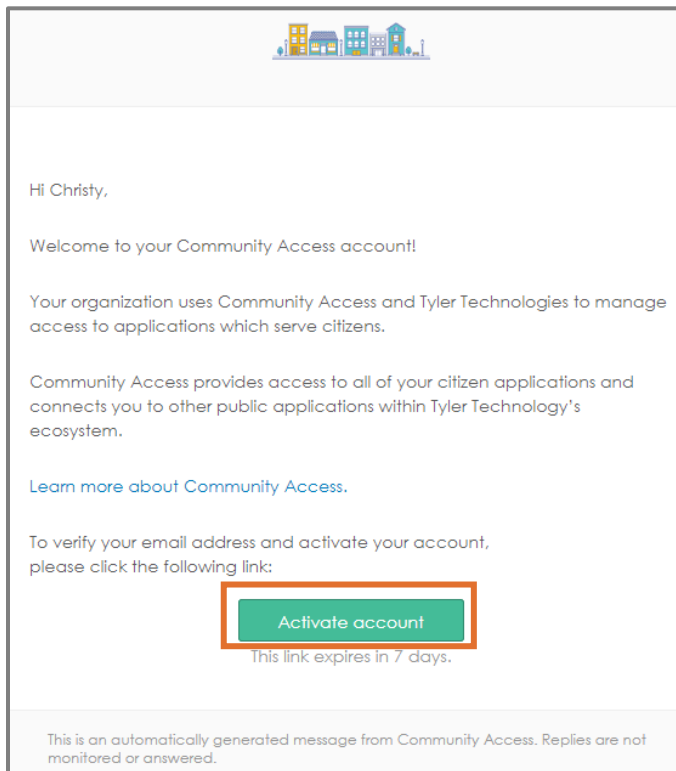 Hi Christy,
Welcome to your Community Access account!
Your organization uses Community Access and Tyler Technologies to manage
access to applications which serve citizens.
Community Access provides access to all of your citizen applications and
connects you to other public applications within Tyler Technology's
ecosystem.
Learn more about Community Access.
To verify your email address and activate your account,
please click the following link:
Activate account
This link expires in 7 days.
This is an automatically generated message from Community Access. Replies are not
monitored or answered.